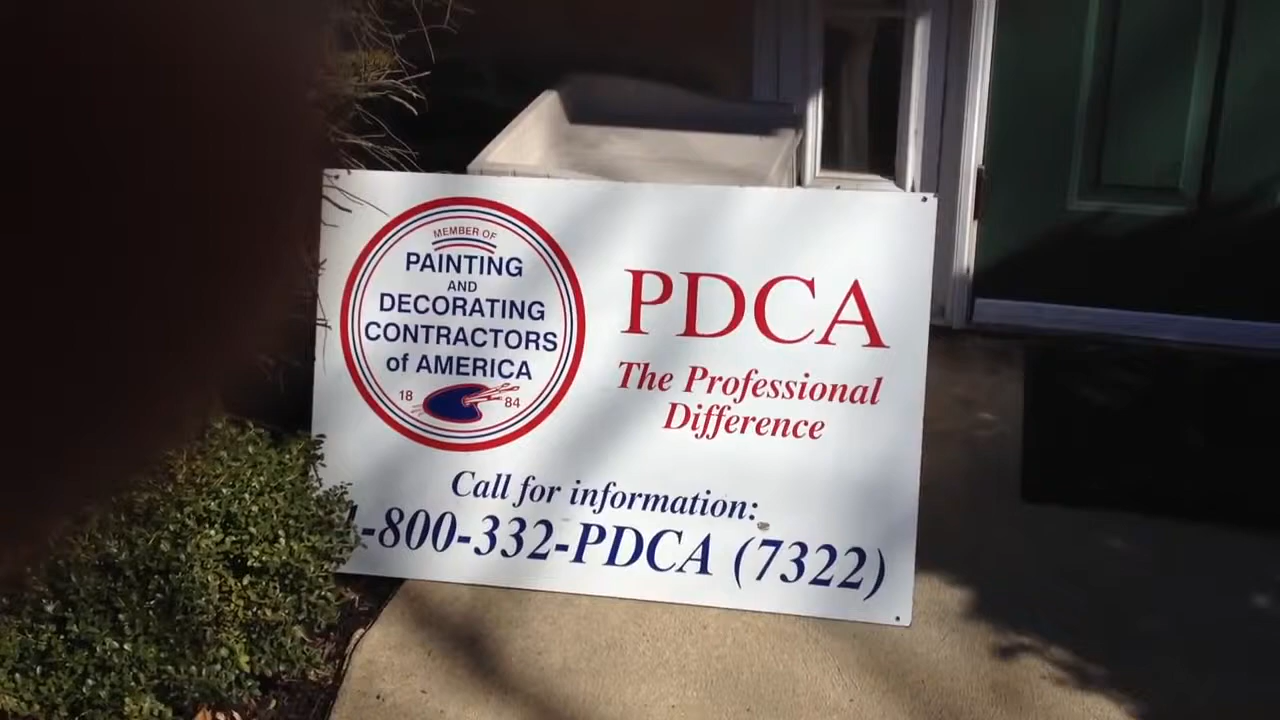 MEMBER OF
PAINTING
AND
DECORATING
CONTRACTORS
of AMERICA
18 84
PDCA
The Professional
Difference
Call for information:
1-800-332-PDCA (7322)